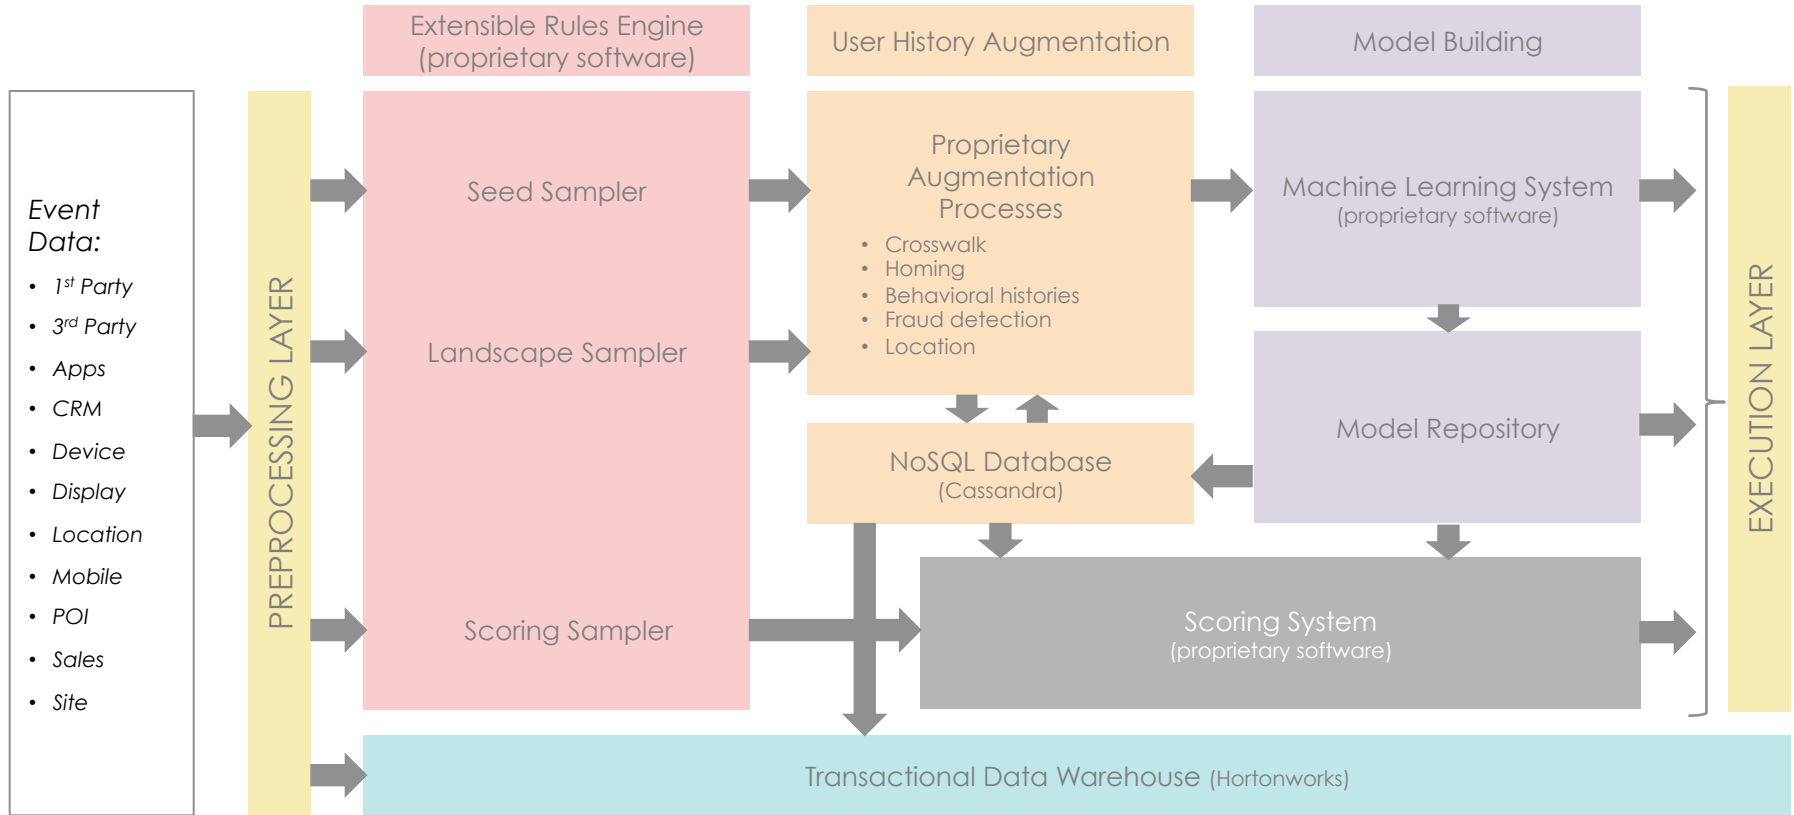 Extensible Rules Engine
(proprietary software)
User History Augmentation
Model Building
Event
Data:
• 1st Party
• 3rd Party
• Apps
• CRM
• Device
• Display
• Location
• Mobile
• POI
• Sales
• Site
PREPROCESSING LAYER
Seed Sampler
Landscape Sampler
Scoring Sampler
Proprietary
Augmentation
Processes
• Crosswalk
• Homing
• Behavioral histories
• Fraud detection
• Location
NoSQL Database
(Cassandra)
Machine Learning System
(proprietary software)
Model Repository
Scoring System
(proprietary software)
EXECUTION LAYER
Transactional Data Warehouse (Hortonworks)